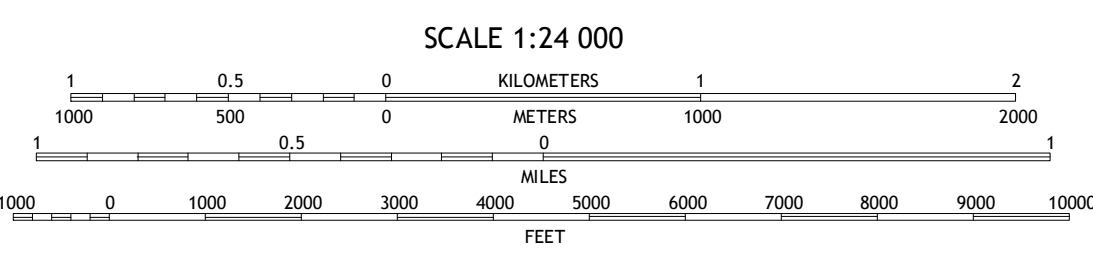 SCALE 1:24 000
1 0.5 0 KILOMETERS 1 2
1000 500 0 METERS 1000 2000
1 0.5 0 1
MILES
1000 0 1000 2000 3000 4000 5000 6000 7000 8000 9000 10000
FEET